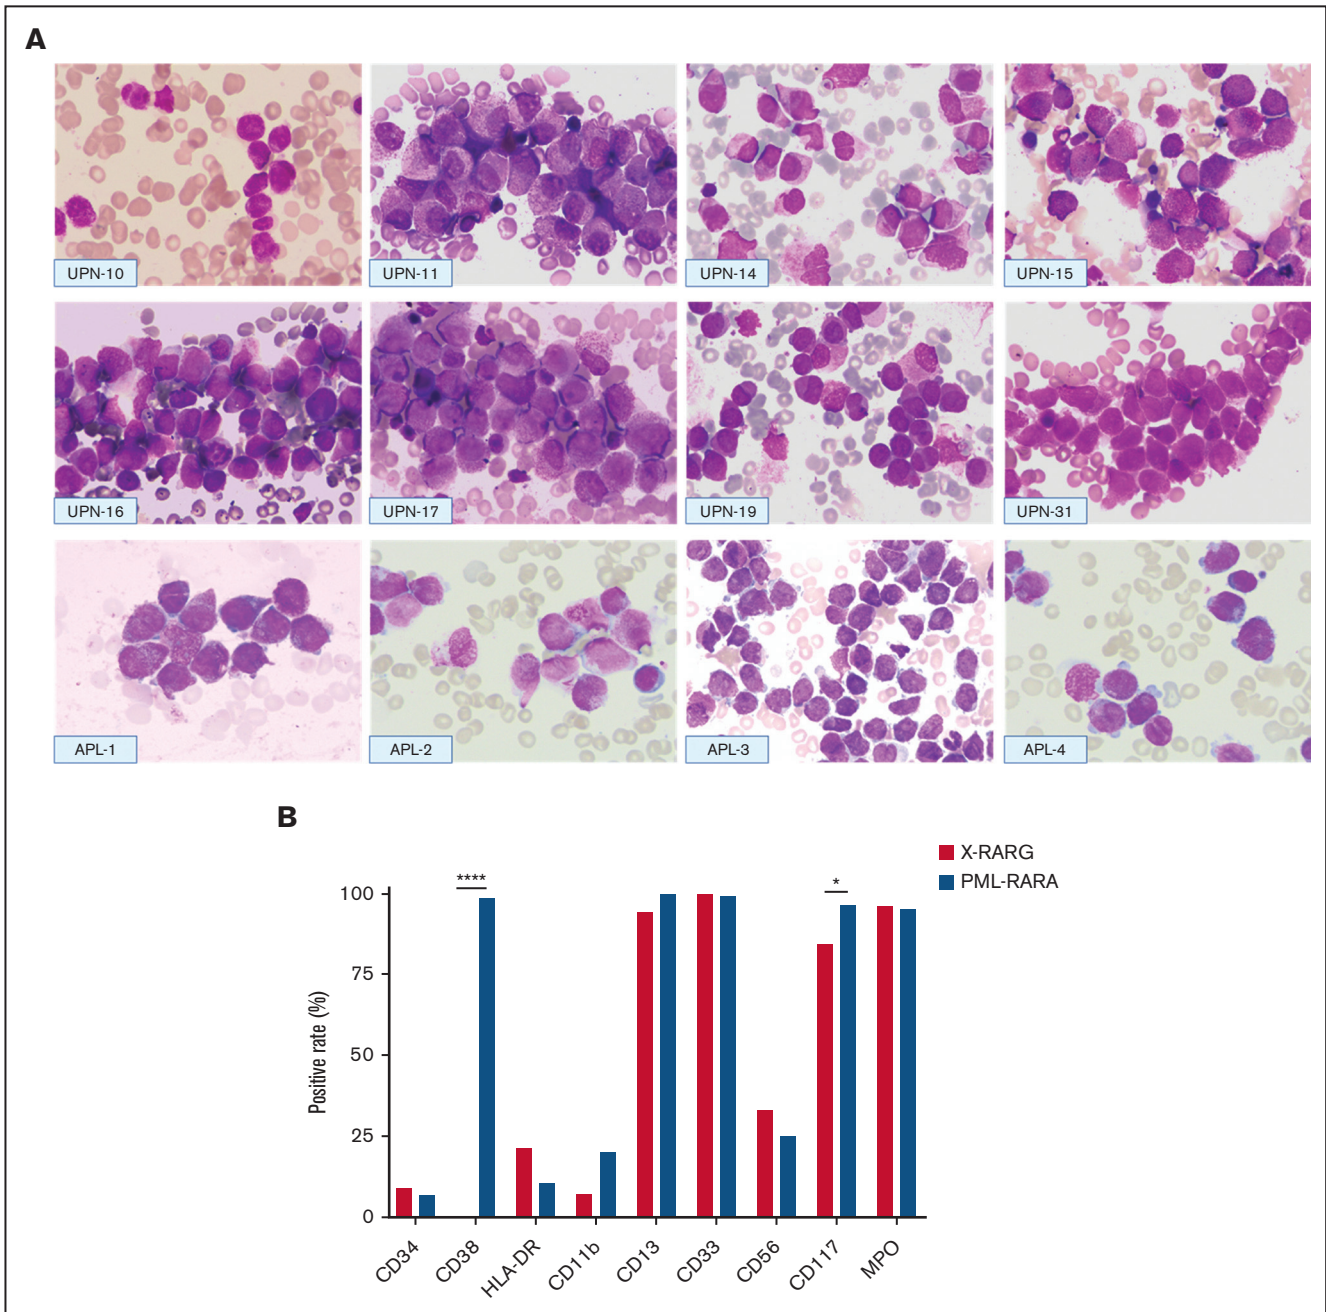 A
UPN-10
UPN-11
UPN-14
UPN-15
UPN-16
UPN-17
UPN-19
UPN-31
APL-1
APL-2
APL-3
APL-4
B
X-RARG
PML-RARA
****
*
100
75
50
25
0
Positive rate (%)
CD34
CD38
HLA-DR
CD11b
CD13
CD33
CD56
CD117
MPO